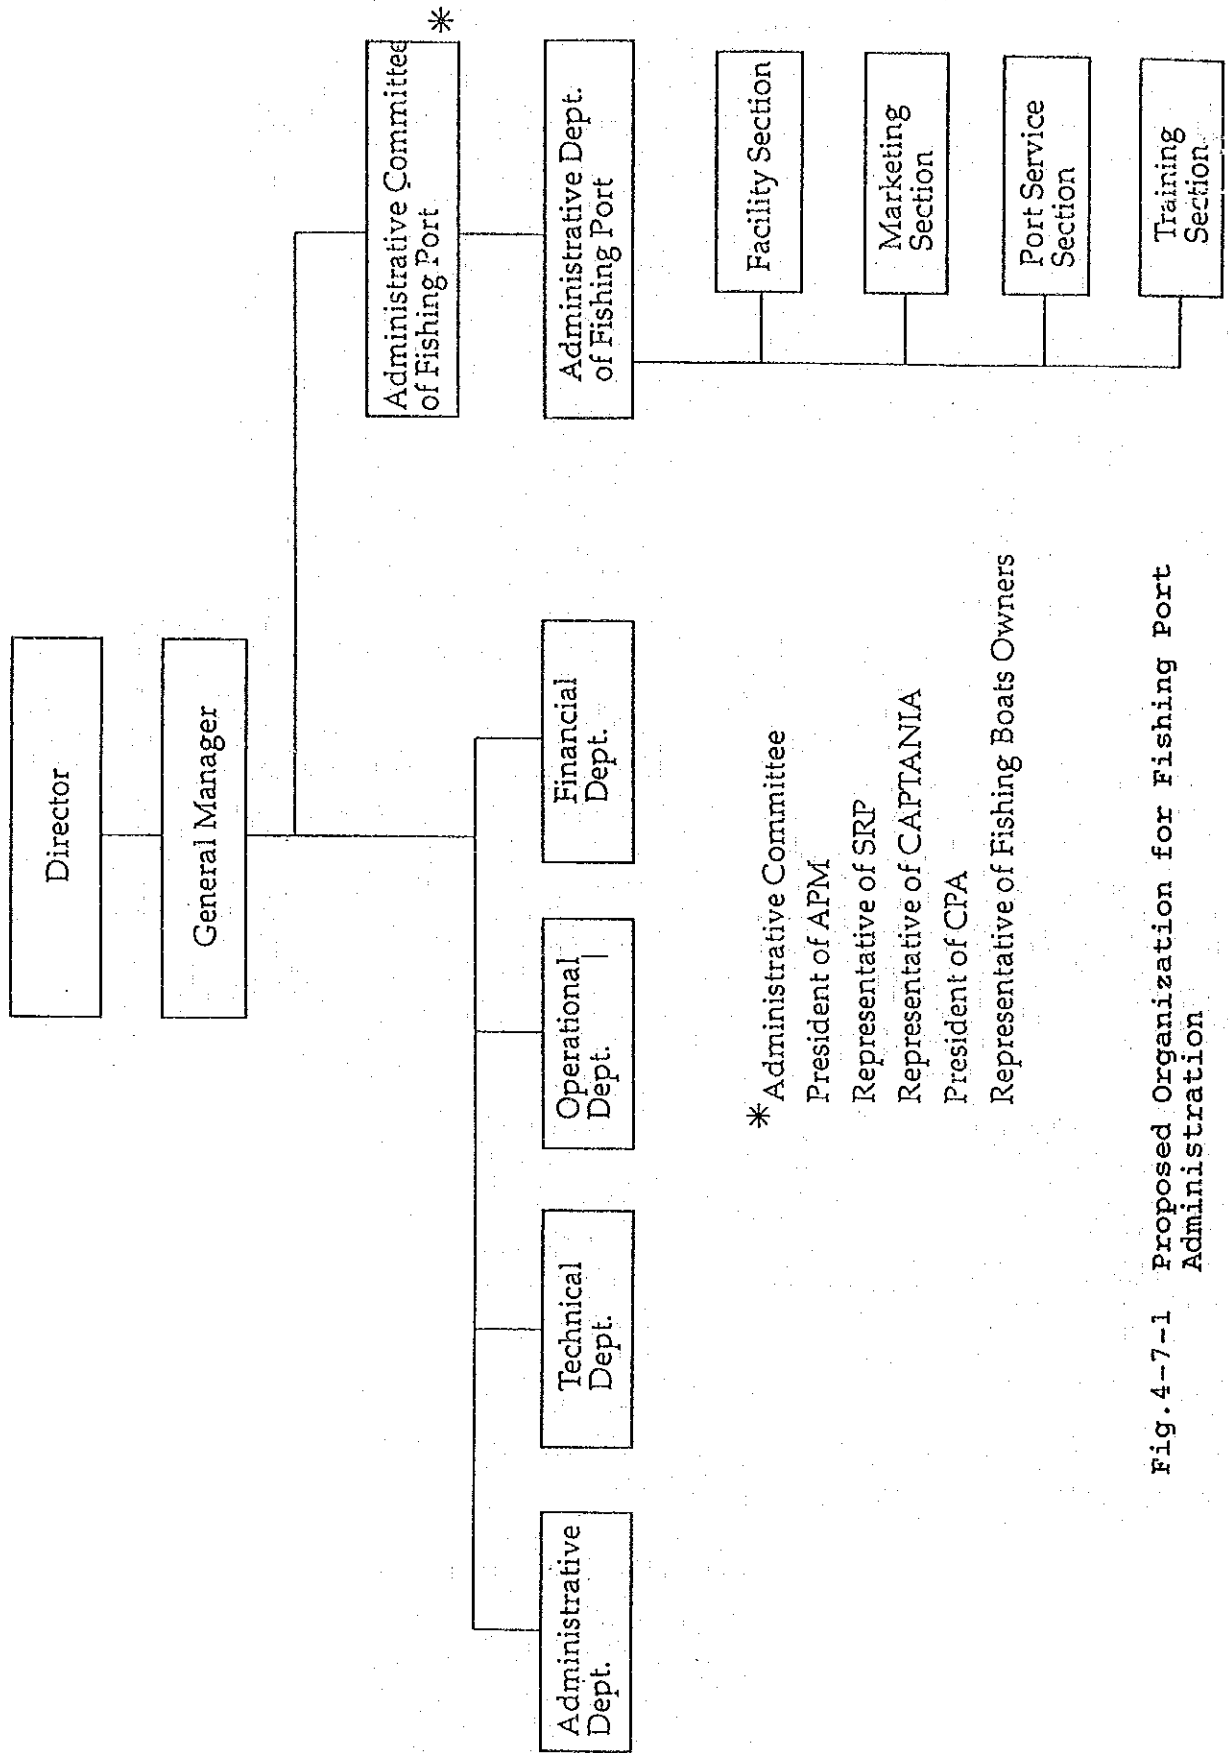 Director
General Manager
Administrative Committee
of Fishing Port
*
Administrative
Dept.
Technical
Dept.
Operational
Dept.
Financial
Dept.
Administrative Dept.
of Fishing Port
Facility Section
Marketing
Section
Port Service
Section
Training
Section
* Administrative Committee
President of APM
Representative of SRP
Representative of CAPTANIA
President of CPA
Representative of Fishing Boats Owners
Fig.4-7-1 Proposed Organization for Fishing Port
Administration